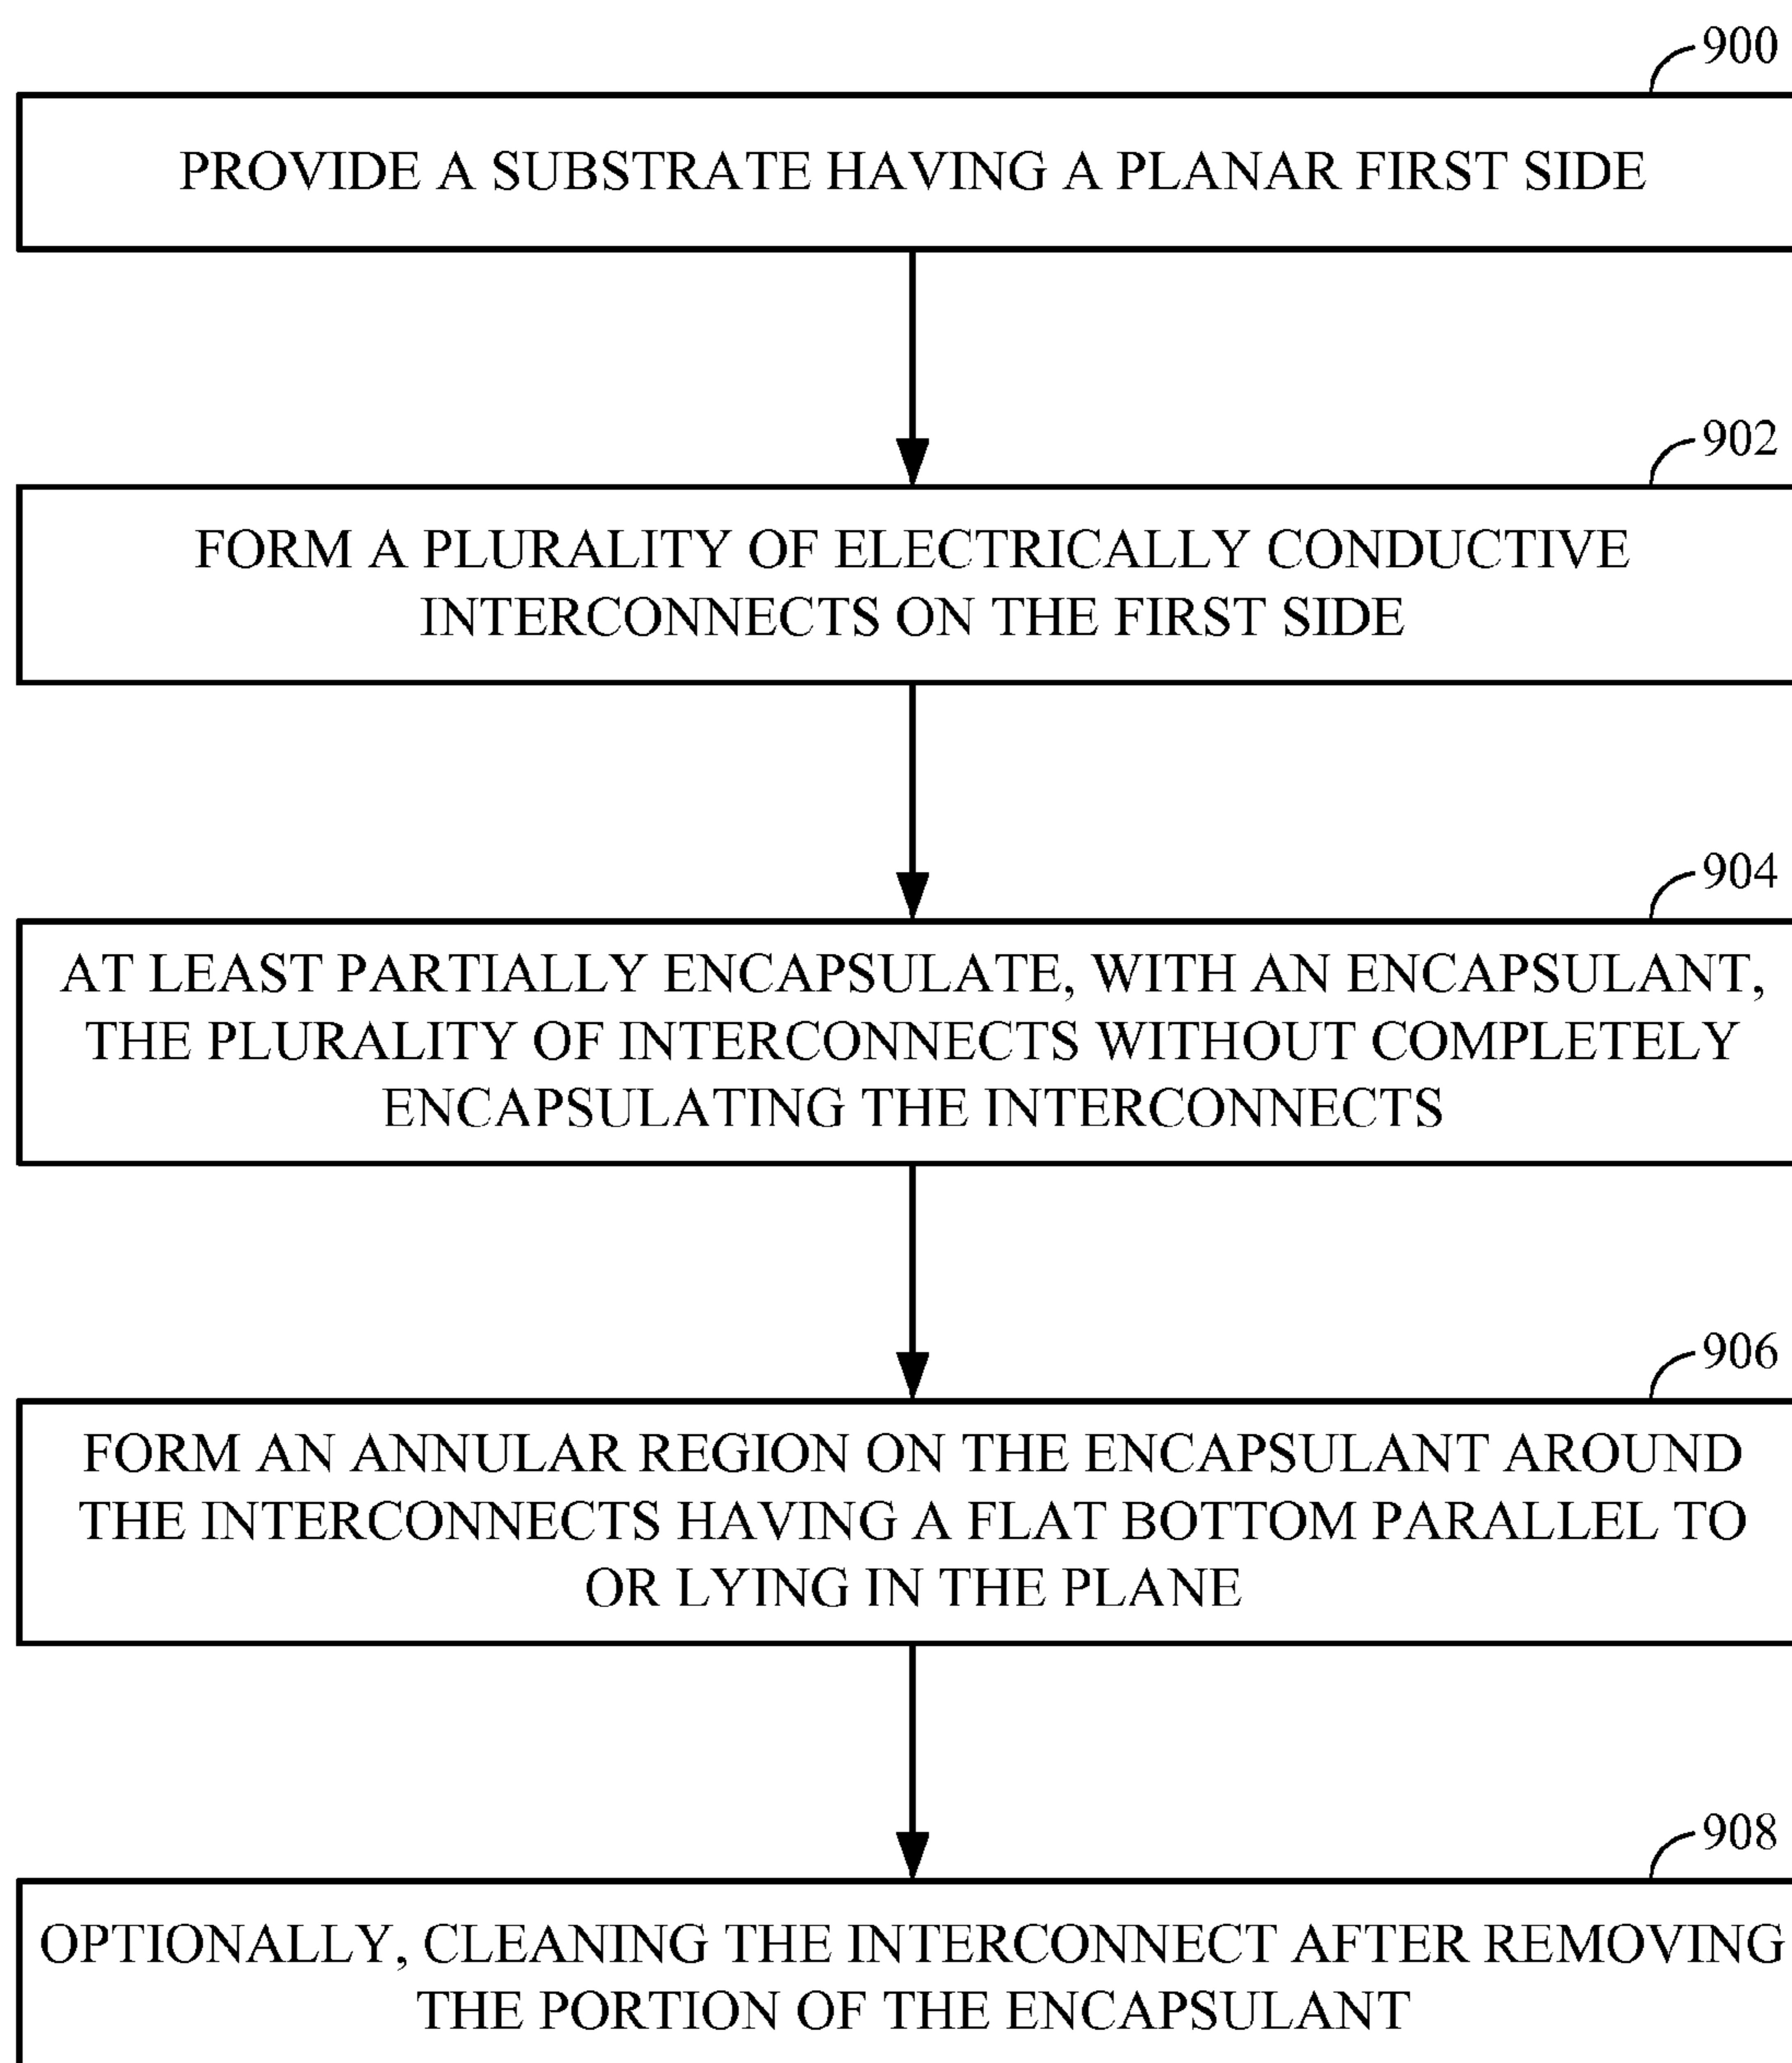 900
PROVIDE A SUBSTRATE HAVING A PLANAR FIRST SIDE
902
FORM A PLURALITY OF ELECTRICALLY CONDUCTIVE
INTERCONNECTS ON THE FIRST SIDE
904
AT LEAST PARTIALLY ENCAPSULATE, WITH AN ENCAPSULANT,
THE PLURALITY OF INTERCONNECTS WITHOUT COMPLETELY
ENCAPSULATING THE INTERCONNECTS
906
FORM AN ANNULAR REGION ON THE ENCAPSULANT AROUND
THE INTERCONNECTS HAVING A FLAT BOTTOM PARALLEL TO
OR LYING IN THE PLANE
908
OPTIONALLY, CLEANING THE INTERCONNECT AFTER REMOVING
THE PORTION OF THE ENCAPSULANT